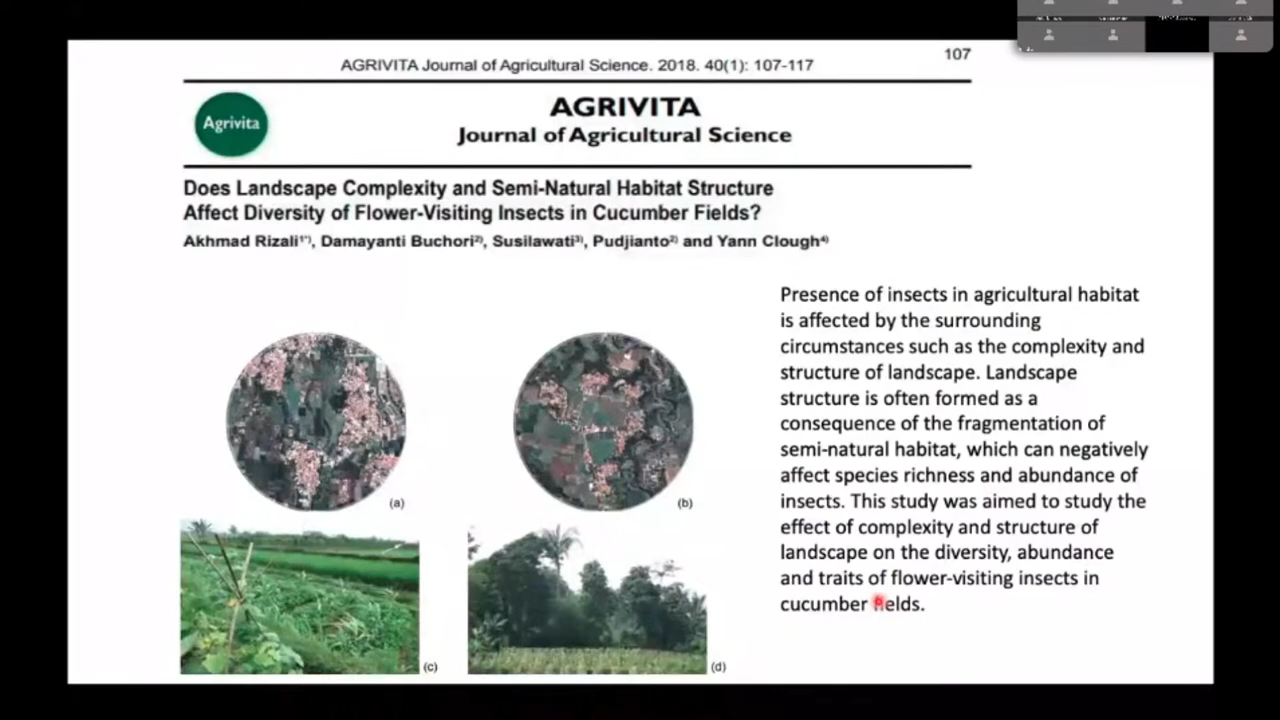 AGRIVITA Journal of Agricultural Science. 2018. 40(1): 107-117
107
Agrivita
AGRIVITA
Journal of Agricultural Science
Does Landscape Complexity and Semi-Natural Habitat Structure
Affect Diversity of Flower-Visiting Insects in Cucumber Fields?
Akhmad Rizali1*), Damayanti Buchori2), Susilawati3), Pudjianto2) and Yann Clough4)
Presence of insects in agricultural habitat
is affected by the surrounding
circumstances such as the complexity and
structure of landscape. Landscape
structure is often formed as a
consequence of the fragmentation of
semi-natural habitat, which can negatively
affect species richness and abundance of
insects. This study was aimed to study the
effect of complexity and structure of
landscape on the diversity, abundance
and traits of flower-visiting insects in
cucumber fields.
(a)
(b)
(c)
(d)